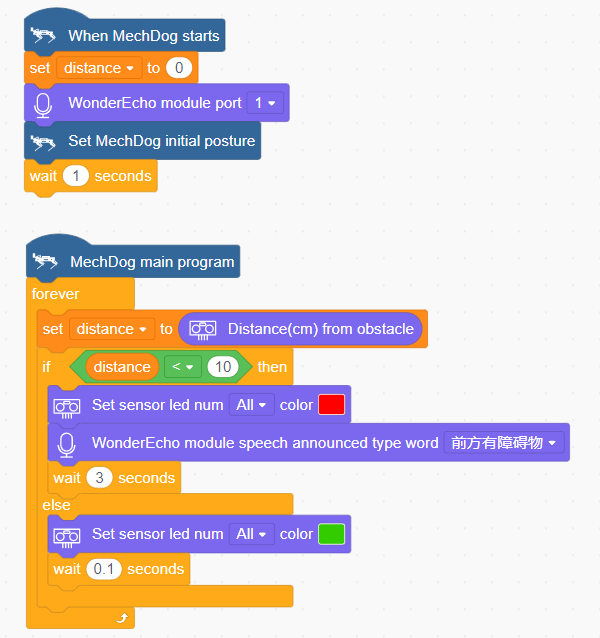 When MechDog starts
set distance to 0
WonderEcho module port 1
Set MechDog initial posture
wait 1 seconds
MechDog main program
forever
set distance to Distance(cm) from obstacle
if distance < 10 then
Set sensor led num All color
WonderEcho module speech announced type word 前方有障碍物
wait 3 seconds
else
Set sensor led num All color
wait 0.1 seconds